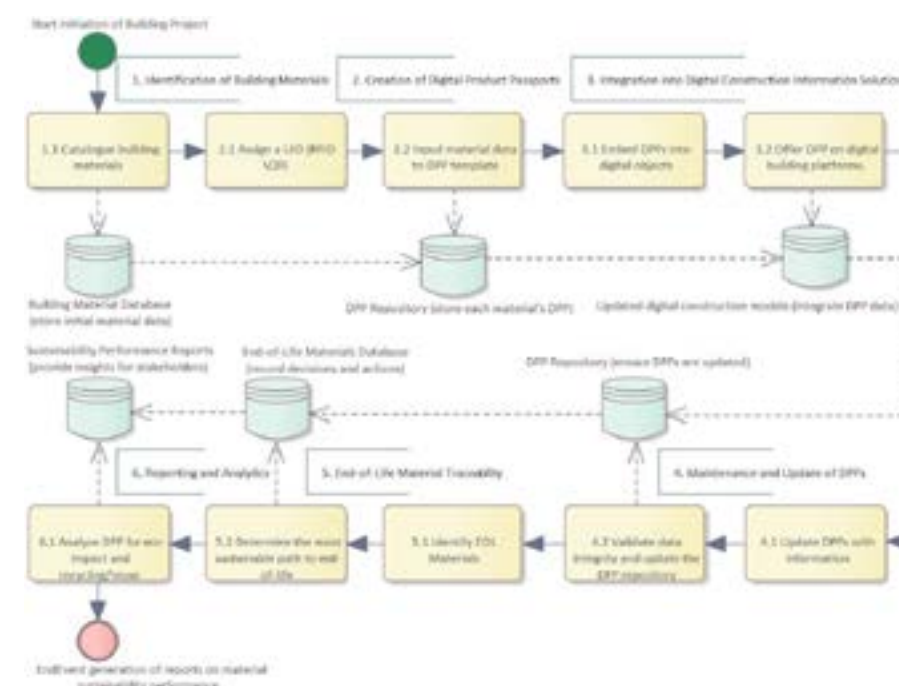 Start Initiation of Building Project
1. Identification of Building Materials
2. Creation of Digital Product Passports
3. Integration into Digital Construction Information Solution
1.3 Catalogue building
materials
2.1 Assign a
2.2 Input material data
to DPP template
3.1 Embed DPPs into
digital objects
3.2 Offer DPP on digital
building platforms
Building Material Database
(store initial material data)
DPP Repository (store each material's DPP)
Updated digital construction models (integrate DPP data)
Sustainability Performance Reports
(provide insights for stakeholders)
End-of-Life Materials Database
(record decisions and actions)
DPP Repository (ensure DPPs are updated)
6. Reporting and Analytics
5. End-of-Life Material Traceability
4. Maintenance and Update of DPPs
6.1 Analyse DPP for eco-
impact and
recycling/reuse
5.2 Determine the most
sustainable path to end
of life
5.1 Identify EOL
Materials
4.2 Validate data
integrity and update the
DPP repository
4.1 Update DPPs with
information
EndEvent generation of reports on material
sustainability performance